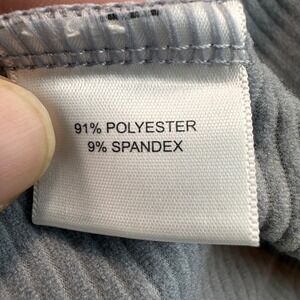 91% POLYESTER
9% SPANDEX